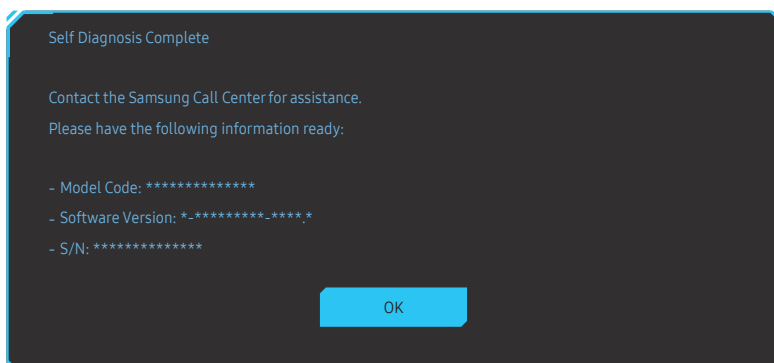 Self Diagnosis Complete
Contact the Samsung Call Center for assistance.
Please have the following information ready:
- Model Code: **************
- Software Version: *-*********-****.*
- S/N: **************
OK